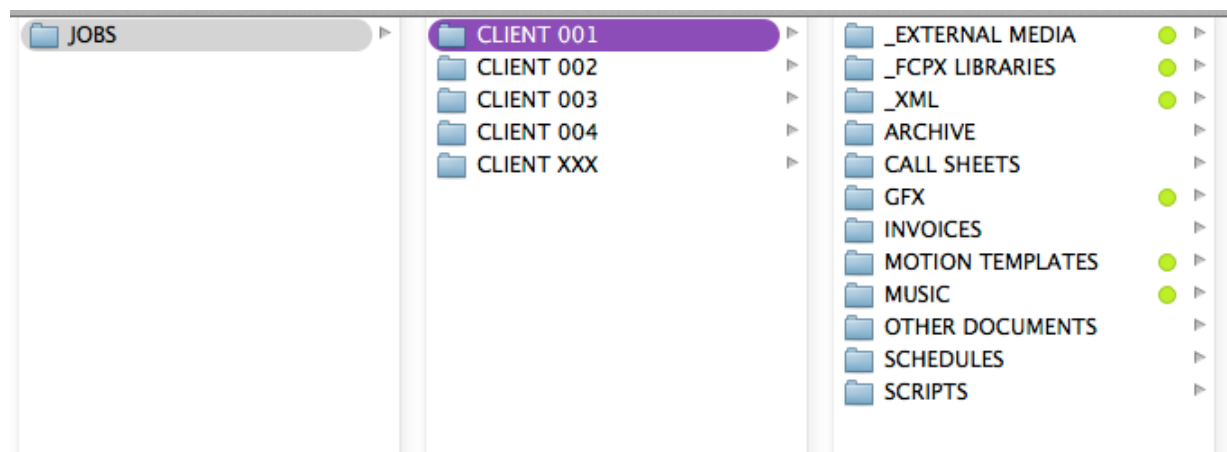 JOBS
CLIENT 001
CLIENT 002
CLIENT 003
CLIENT 004
CLIENT XXX
_EXTERNAL MEDIA
_FCPX LIBRARIES
_XML
ARCHIVE
CALL SHEETS
GFX
INVOICES
MOTION TEMPLATES
MUSIC
OTHER DOCUMENTS
SCHEDULES
SCRIPTS